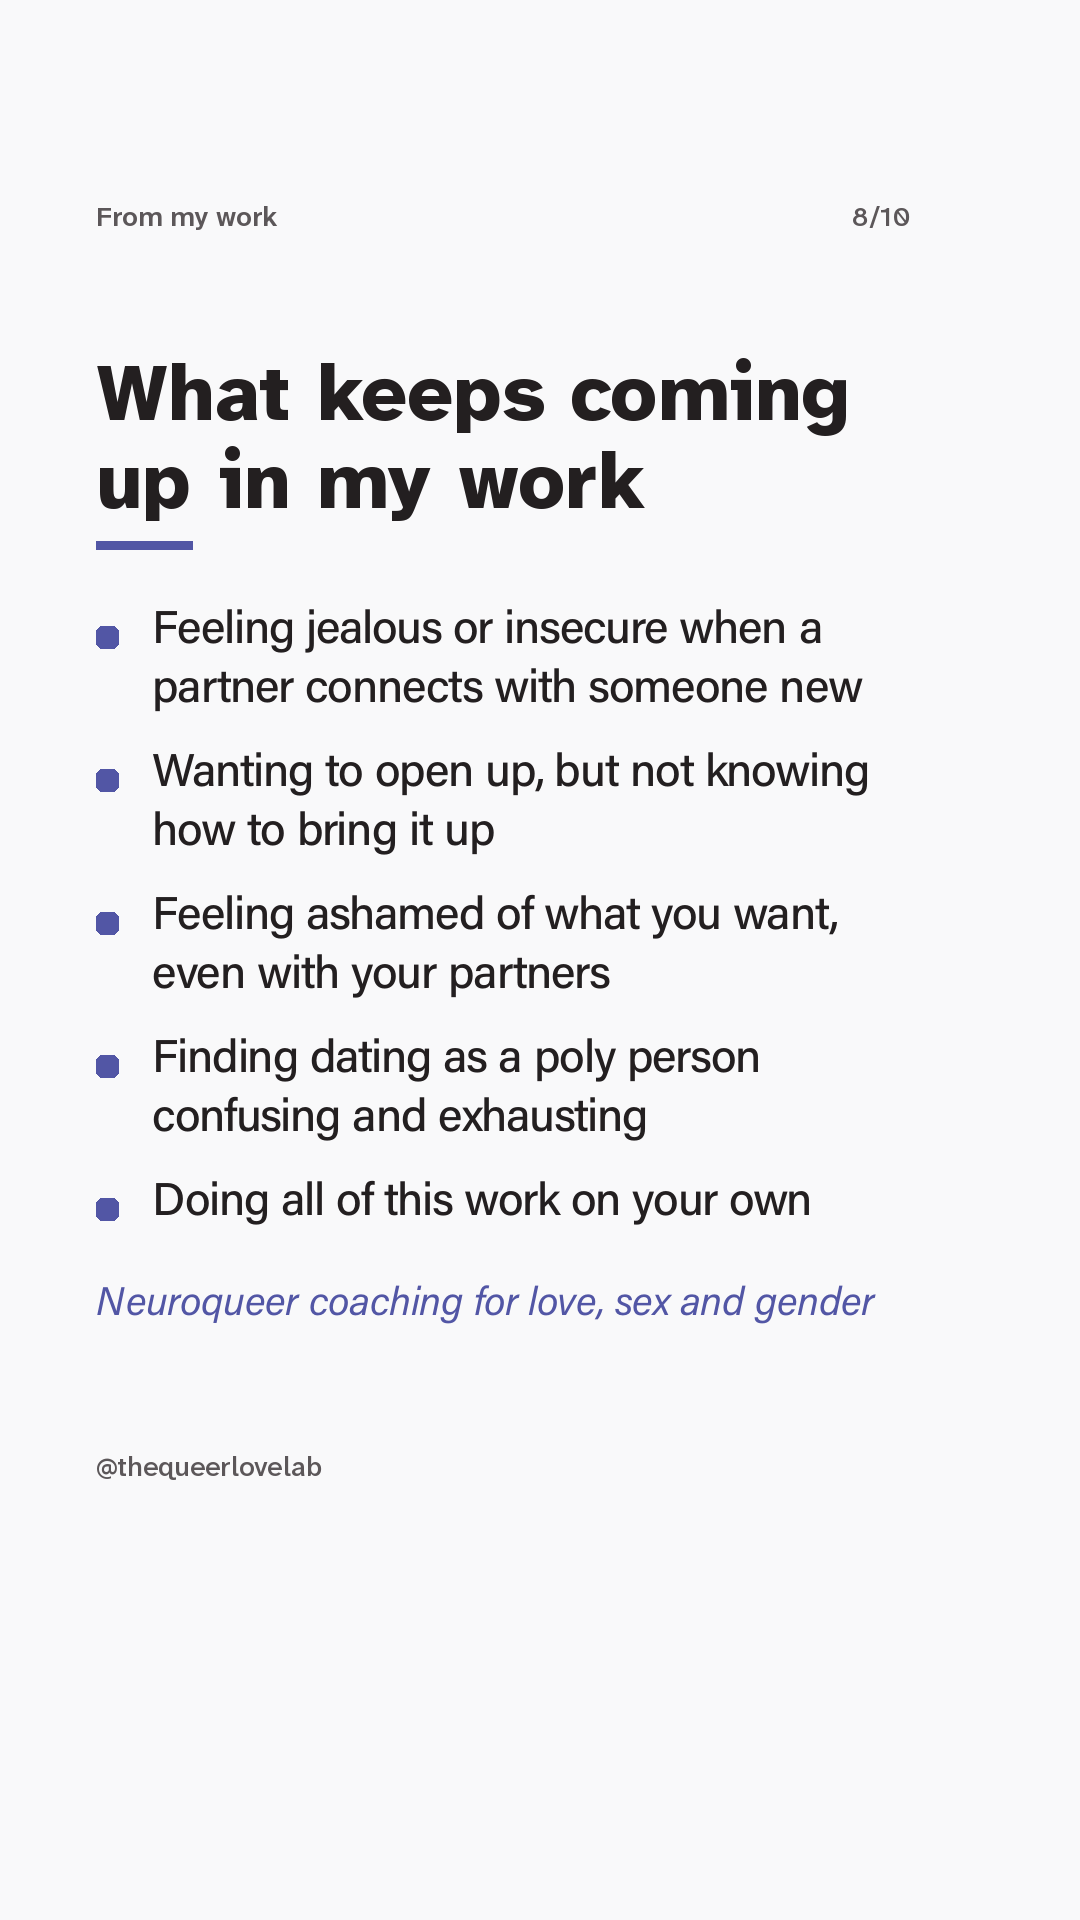 From my work
8/10
What keeps coming
up in my work
Feeling jealous or insecure when a
partner connects with someone new
Wanting to open up, but not knowing
how to bring it up
Feeling ashamed of what you want,
even with your partners
Finding dating as a poly person
confusing and exhausting
Doing all of this work on your own
Neuroqueer coaching for love, sex and gender
@thequeerlovelab